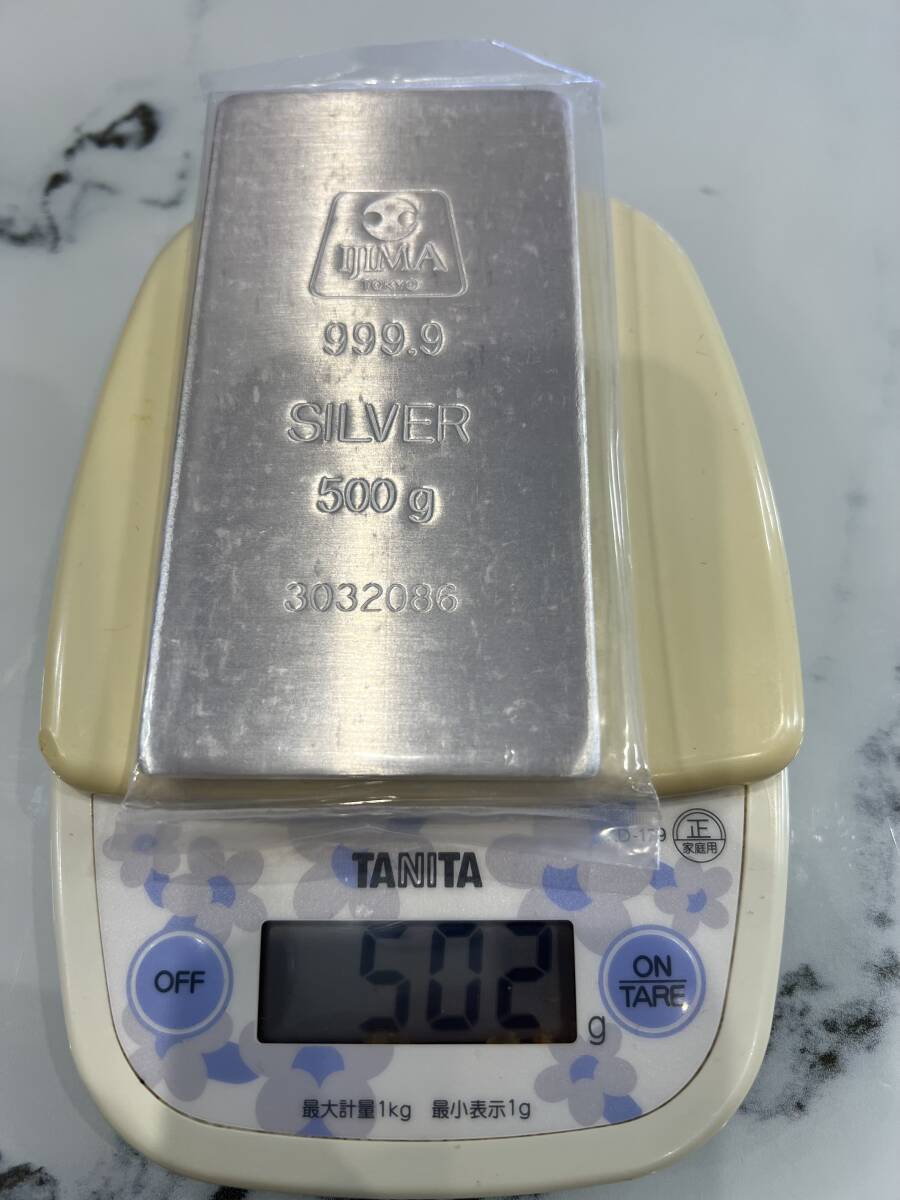 IJIMA
TOKYO
999.9
SILVER
500 g
3032086
D-179
正
家庭用
TANITA
OFF
502 g
ON
TARE
最大計量1kg 最小表示1g